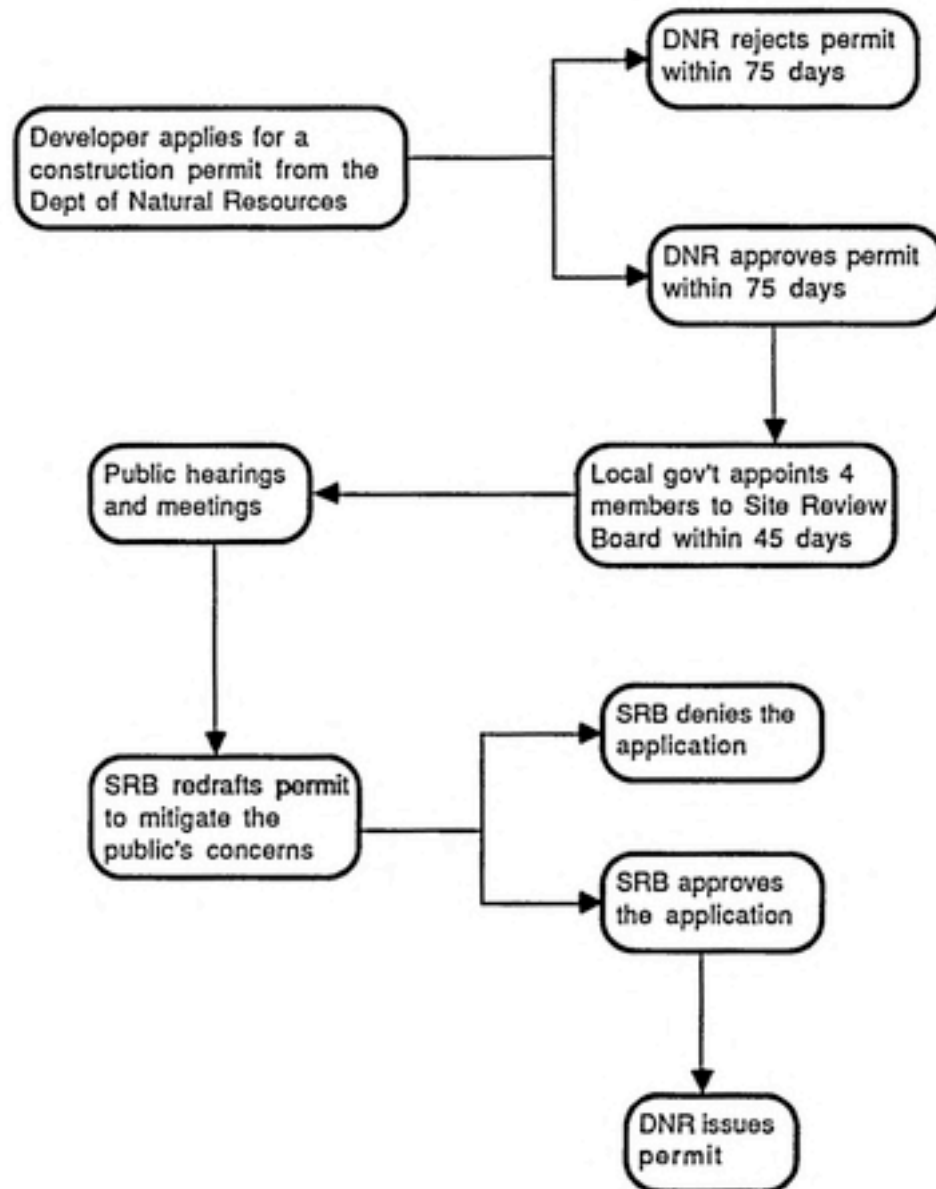 DNR rejects permit
within 75 days
Developer applies for a
construction permit from the
Dept of Natural Resources
DNR approves permit
within 75 days
Local gov't appoints 4
members to Site Review
Board within 45 days
Public hearings
and meetings
SRB denies the
application
SRB redrafts permit
to mitigate the
public's concerns
SRB approves
the application
DNR issues
permit